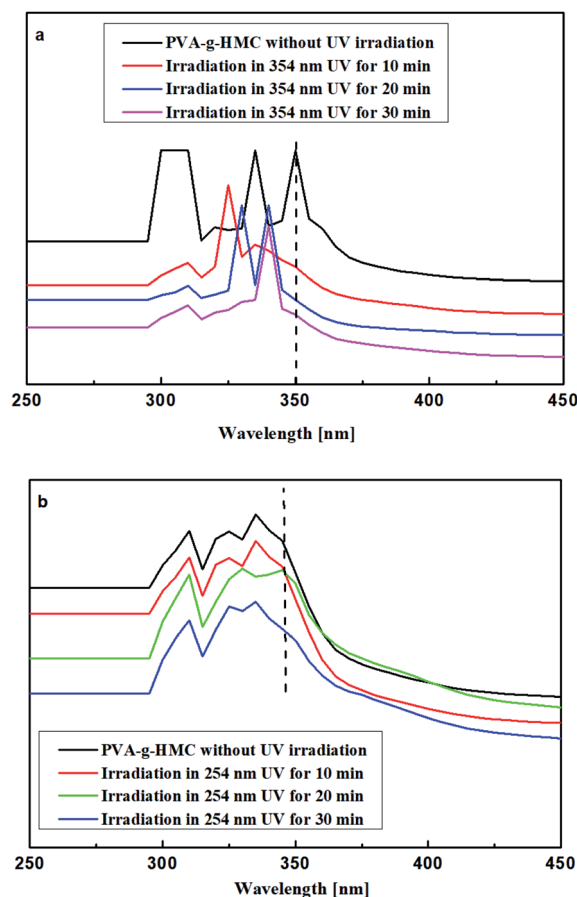 a
PVA-g-HMC without UV irradiation
Irradiation in 354 nm UV for 10 min
Irradiation in 354 nm UV for 20 min
Irradiation in 354 nm UV for 30 min
250 300 350 400 450
Wavelength [nm]
b
PVA-g-HMC without UV irradiation
Irradiation in 254 nm UV for 10 min
Irradiation in 254 nm UV for 20 min
Irradiation in 254 nm UV for 30 min
250 300 350 400 450
Wavelength [nm]